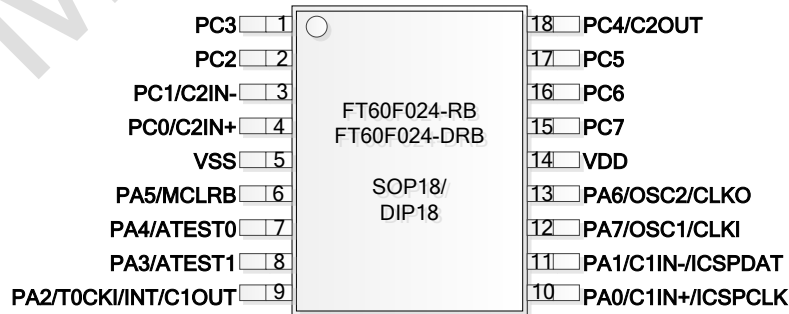 PC3 1 18 PC4/C2OUT
PC2 2 17 PC5
PC1/C2IN- 3 16 PC6
PC0/C2IN+ 4 15 PC7
VSS 5 14 VDD
PA5/MCLRB 6 13 PA6/OSC2/CLKO
PA4/ATEST0 7 12 PA7/OSC1/CLKI
PA3/ATEST1 8 11 PA1/C1IN-/ICSPDAT
PA2/T0CKI/INT/C1OUT 9 10 PA0/C1IN+/ICSPCLK
FT60F024-RB
FT60F024-DRB
SOP18/
DIP18